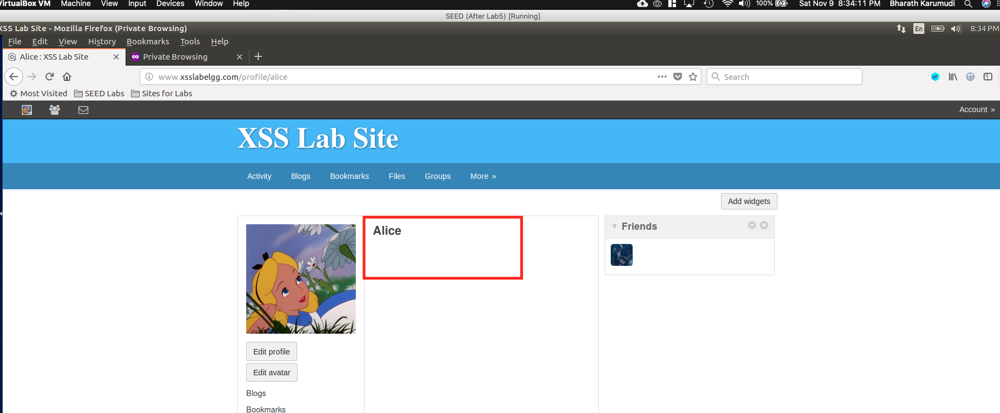 VirtualBox VM Machine View Input Devices Window Help 100% Sat Nov 9 8:34:11 PM Bharath Karumudi
SEED (After Lab5) [Running]
XSS Lab Site - Mozilla Firefox (Private Browsing) En 8:34 PM
File Edit View History Bookmarks Tools Help
Alice : XSS Lab Site Private Browsing
www.xsslabelgg.com/profile/alice Search
Most Visited SEED Labs Sites for Labs
Account »
XSS Lab Site
Activity Blogs Bookmarks Files Groups More »
Add widgets
Alice
Friends
Edit profile
Edit avatar
Blogs
Bookmarks